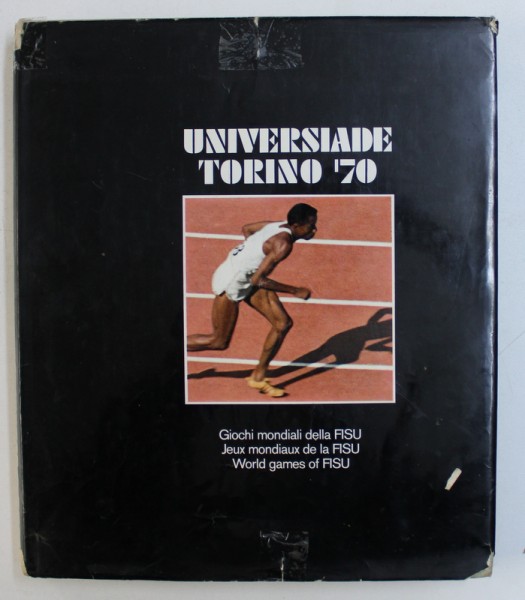 UNIVERSIADE
TORINO '70
Giochi mondiali della FISU
Jeux mondiaux de la FISU
World games of FISU